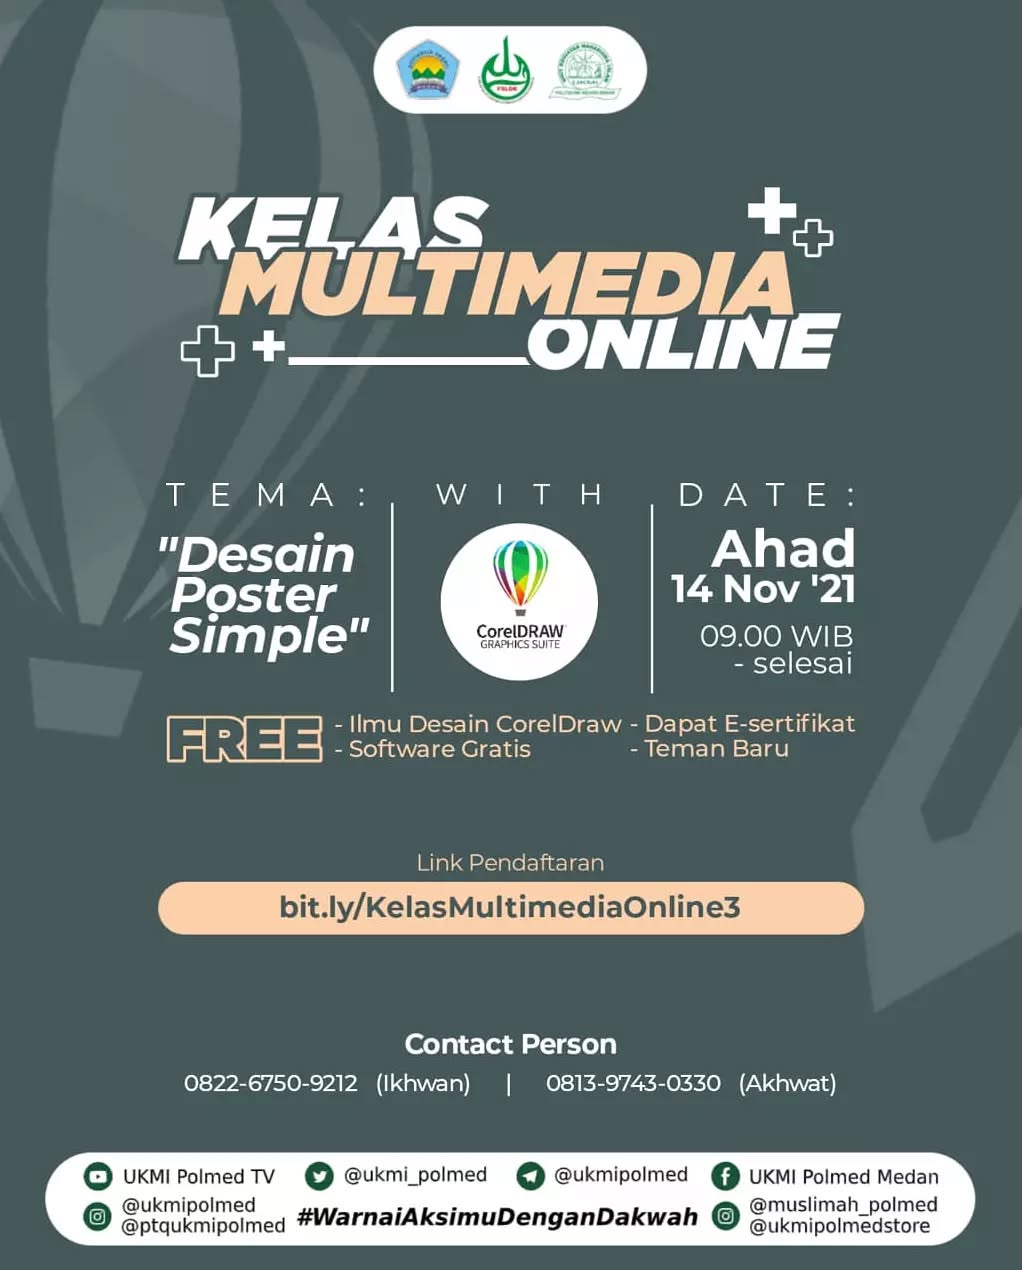 FSLDK
KELAS
MULTIMEDIA
ONLINE
TEMA:
"Desain
Poster
Simple"
WITH
CorelDRAW
GRAPHICS SUITE
DATE:
Ahad
14 Nov '21
09.00 WIB
- selesai
FREE
- Ilmu Desain CorelDraw
- Software Gratis
- Dapat E-sertifikat
- Teman Baru
Link Pendaftaran
bit.ly/KelasMultimediaOnline3
Contact Person
0822-6750-9212 (Ikhwan) | 0813-9743-0330 (Akhwat)
UKMI Polmed TV @ukmi_polmed @ukmipolmed UKMI Polmed Medan
@ukmipolmed
@ptqukmipolmed
#WarnaiAksimuDenganDakwah
@muslimah_polmed
@ukmipolmedstore